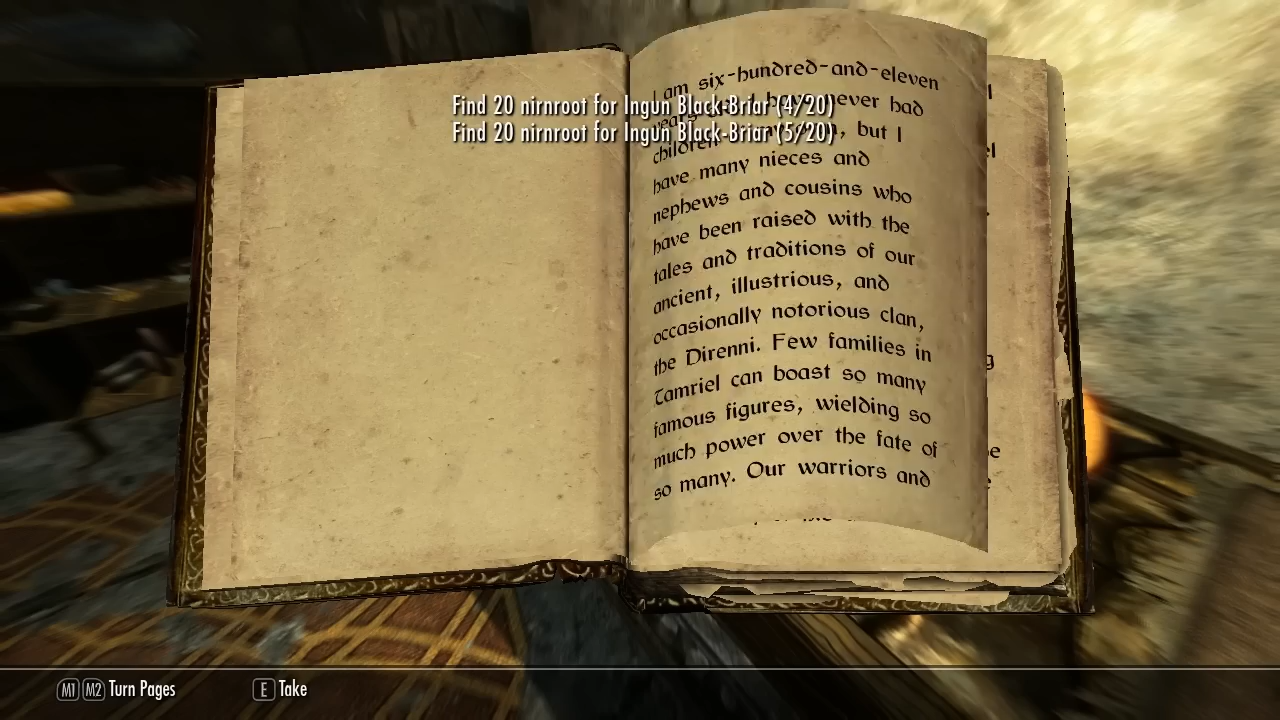 Find 20 nirnroot for Ingun Black-Briar (4/20)
Find 20 nirnroot for Ingun Black-Briar (5/20)
I am six-hundred-and-eleven
never had
children but I
have many nieces and
nephews and cousins who
have been raised with the
tales and traditions of our
ancient, illustrious, and
occasionally notorious clan,
the Direnni. Few families in
Tamriel can boast so many
famous figures, wielding so
much power over the fate of
so many. Our warriors and
M1 M2 Turn Pages
E Take